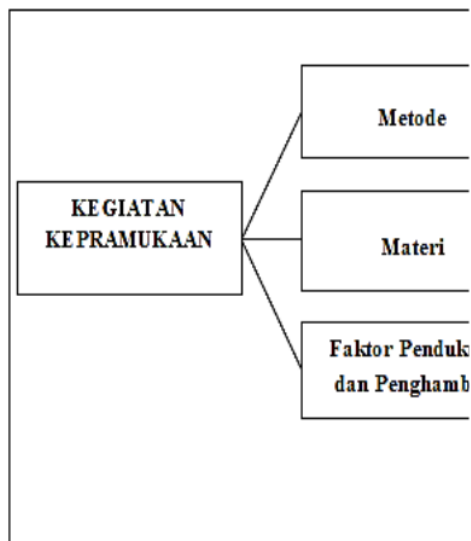 KEGIATAN
KEPRAMUKAAN
Metode
Materi
Faktor
dan